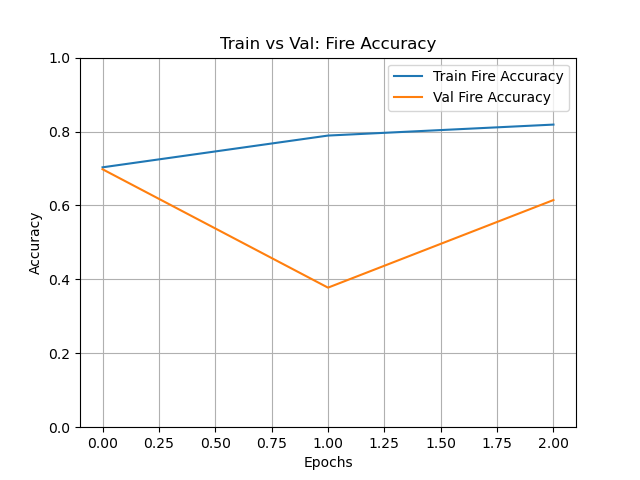 Train vs Val: Fire Accuracy
Train Fire Accuracy
Val Fire Accuracy
1.0
0.8
0.6
0.4
0.2
0.0
Accuracy
0.00 0.25 0.50 0.75 1.00 1.25 1.50 1.75 2.00
Epochs